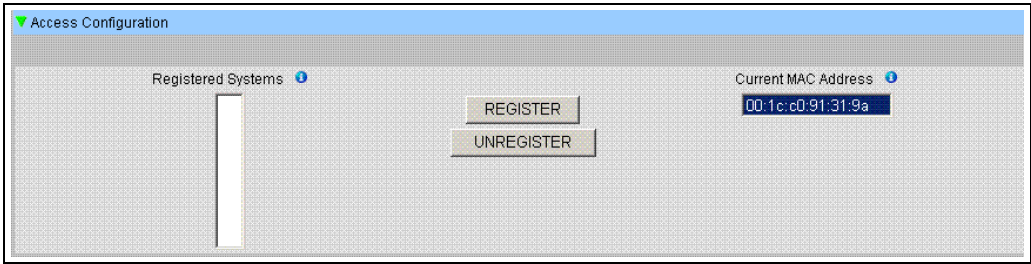 Access Configuration
Registered Systems
Current MAC Address
REGISTER
00:1c:c0:91:31:9a
UNREGISTER